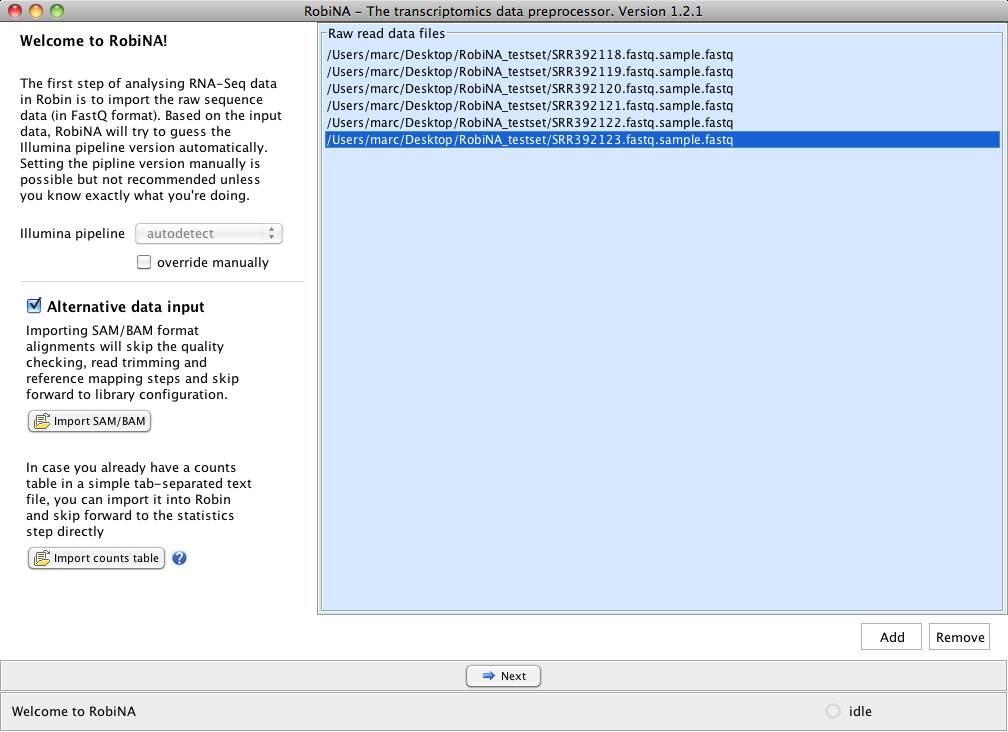 RobiNA - The transcriptomics data preprocessor. Version 1.2.1
Welcome to RobiNA!
The first step of analysing RNA-Seq data
in Robin is to import the raw sequence
data (in FastQ format). Based on the input
data, RobiNA will try to guess the
Illumina pipeline version automatically.
Setting the pipline version manually is
possible but not recommended unless
you know exactly what you're doing.
Illumina pipeline autodetect
override manually
Alternative data input
Importing SAM/BAM format
alignments will skip the quality
checking, read trimming and
reference mapping steps and skip
forward to library configuration.
Import SAM/BAM
In case you already have a counts
table in a simple tab-separated text
file, you can import it into Robin
and skip forward to the statistics
step directly
Import counts table ?
Raw read data files
/Users/marc/Desktop/RobiNA_testset/SRR392118.fastq.sample.fastq
/Users/marc/Desktop/RobiNA_testset/SRR392119.fastq.sample.fastq
/Users/marc/Desktop/RobiNA_testset/SRR392120.fastq.sample.fastq
/Users/marc/Desktop/RobiNA_testset/SRR392121.fastq.sample.fastq
/Users/marc/Desktop/RobiNA_testset/SRR392122.fastq.sample.fastq
/Users/marc/Desktop/RobiNA_testset/SRR392123.fastq.sample.fastq
Add Remove
Next
Welcome to RobiNA idle